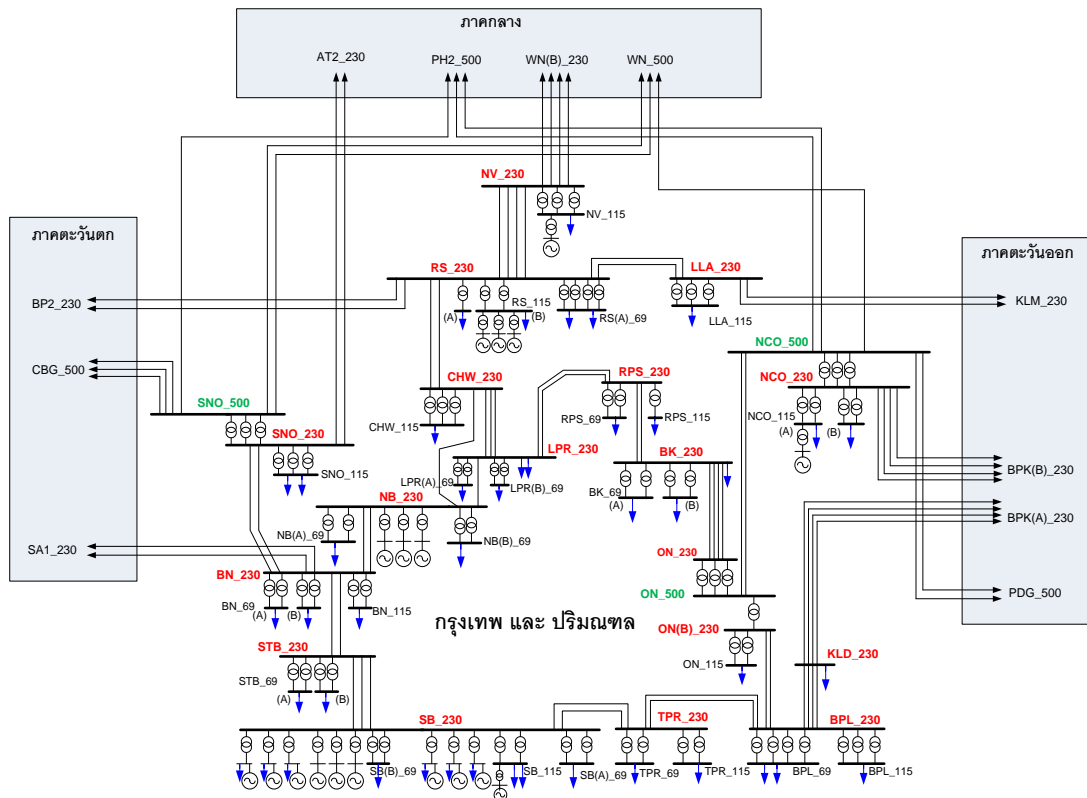 ภาคกลาง
AT2_230
PH2_500
WN(B)_230
WN_500
NV_230
NV_115
ภาคตะวันตก
BP2_230
CBG_500
SA1_230
ภาคตะวันออก
KLM_230
BPK(B)_230
BPK(A)_230
PDG_500
RS_230
(A)
RS_115
(B)
RS(A)_69
LLA_230
LLA_115
NCO_500
NCO_230
NCO_115
(A)
(B)
CHW_230
CHW_115
RPS_230
RPS_69
RPS_115
SNO_500
SNO_230
SNO_115
LPR_230
LPR(A)_69
LPR(B)_69
BK_230
BK_69
(A)
(B)
NB_230
NB(A)_69
NB(B)_69
ON_230
ON_500
BN_230
BN_69
(A)
(B)
BN_115
กรุงเทพ และ ปริมณฑล
ON(B)_230
ON_115
KLD_230
STB_230
STB_69
(A)
(B)
SB_230
SB(B)_69
SB_115
SB(A)_69
TPR_230
TPR_69
TPR_115
BPL_230
BPL_69
BPL_115